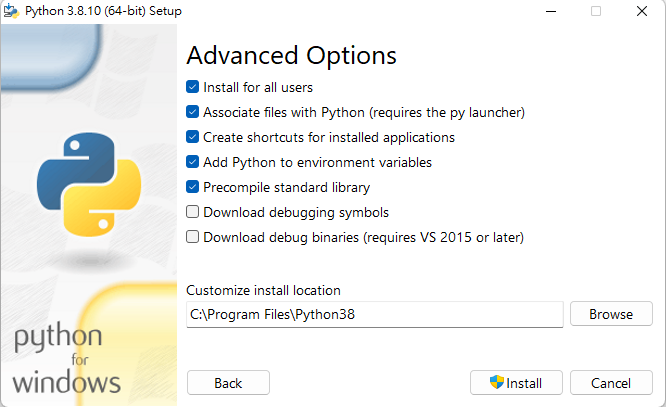 Python 3.8.10 (64-bit) Setup
Advanced Options
Install for all users
Associate files with Python (requires the py launcher)
Create shortcuts for installed applications
Add Python to environment variables
Precompile standard library
Download debugging symbols
Download debug binaries (requires VS 2015 or later)
Customize install location
C:\Program Files\Python38
Browse
python
for
windows
Back
Install
Cancel